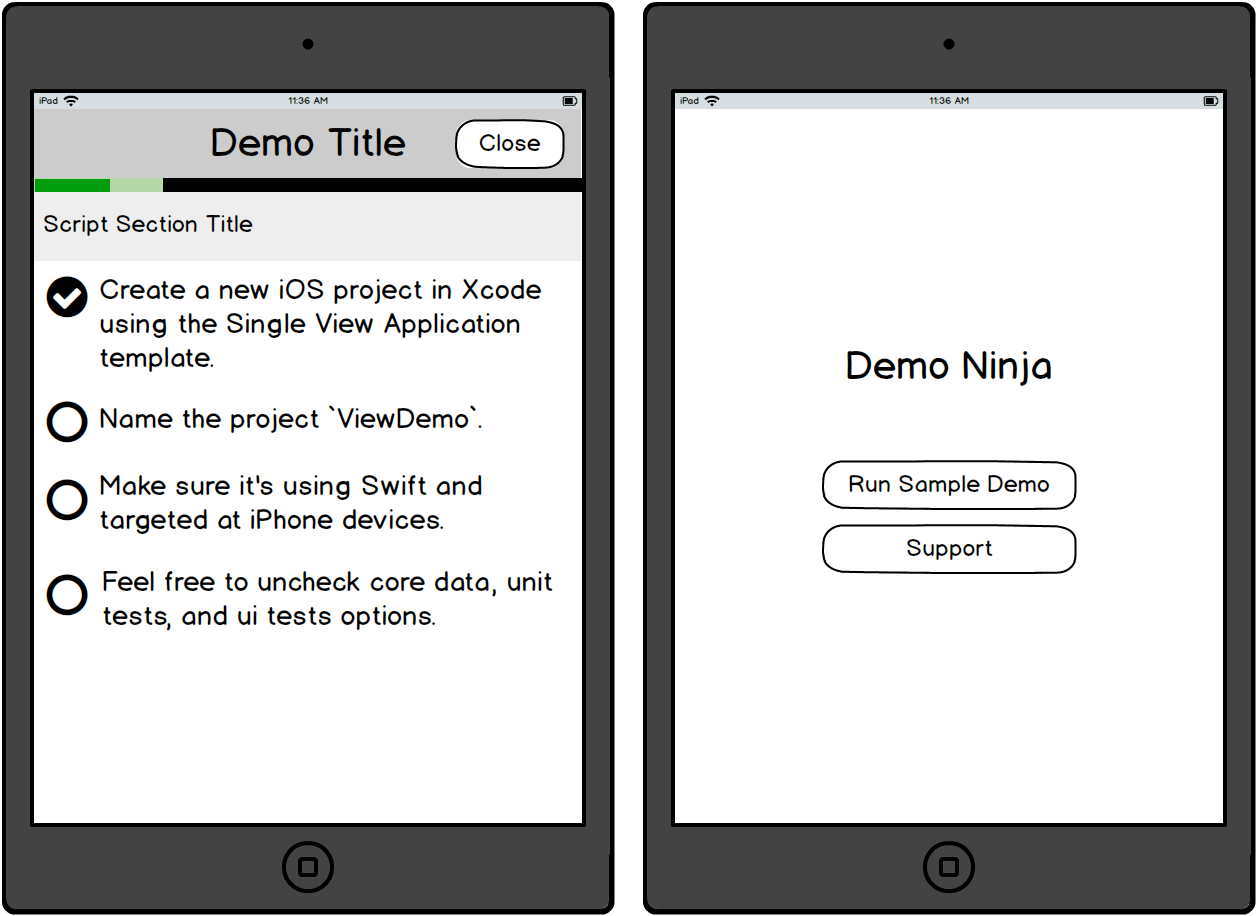 iPad 11:36 AM
Demo Title Close
Script Section Title
Create a new iOS project in Xcode
using the Single View Application
template.
Name the project `ViewDemo`.
Make sure it's using Swift and
targeted at iPhone devices.
Feel free to uncheck core data, unit
tests, and ui tests options.
iPad 11:36 AM
Demo Ninja
Run Sample Demo
Support